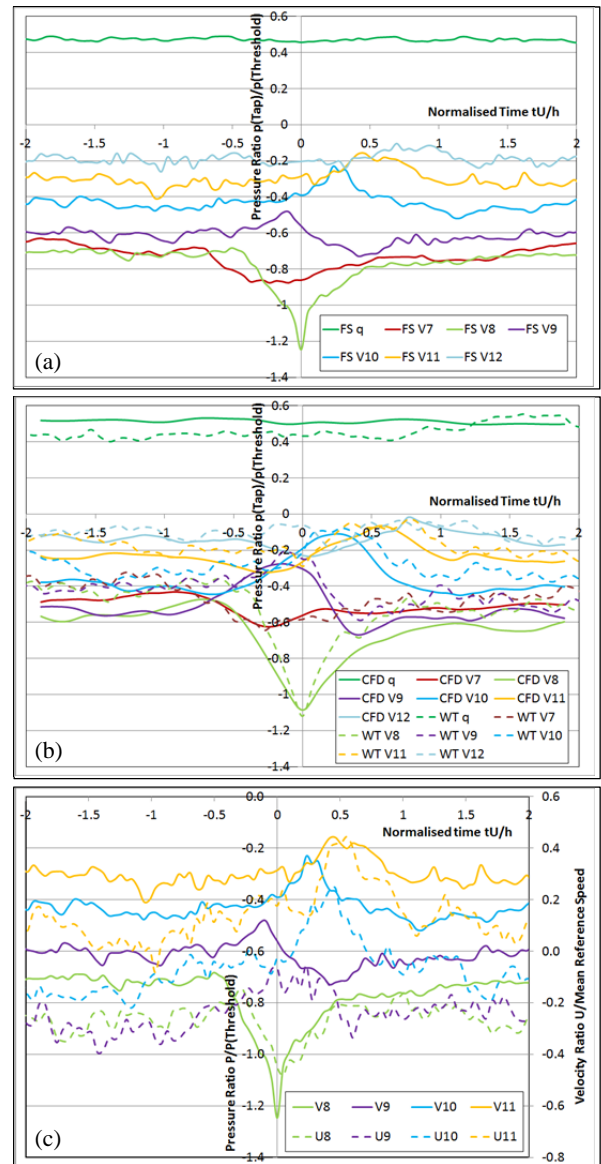 0.6
0.4
0.2
0
-0.2
-0.4
-0.6
-0.8
-1
-1.2
-1.4
Pressure Ratio p(Tap)/p(Threshold)
Normalised Time tU/h
-2 -1.5 -1 -0.5 0 0.5 1 1.5 2
FS q FS V7 FS V8 FS V9
FS V10 FS V11 FS V12
(a)
0.6
0.4
0.2
0
-0.2
-0.4
-0.6
-0.8
-1
-1.2
-1.4
Pressure Ratio p(Tap)/p(Threshold)
Normalised Time tU/h
-2 -1.5 -1 -0.5 0 0.5 1 1.5 2
CFD q CFD V7 CFD V8
CFD V9 CFD V10 CFD V11
CFD V12 WT q WT V7
WT V8 WT V9 WT V10
WT V11 WT V12
(b)
0.0
-0.2
-0.4
-0.6
-0.8
-1.0
-1.2
-1.4
Pressure Ratio P/P(Threshold)
-2 -1.5 -1 -0.5 0 0.5 1 1.5 2
Normalised time tU/h
0.6
0.4
0.2
0.0
-0.2
-0.4
-0.6
-0.8
Velocity Ratio U/Mean Reference Speed
V8 V9 V10 V11
U8 U9 U10 U11
(c)